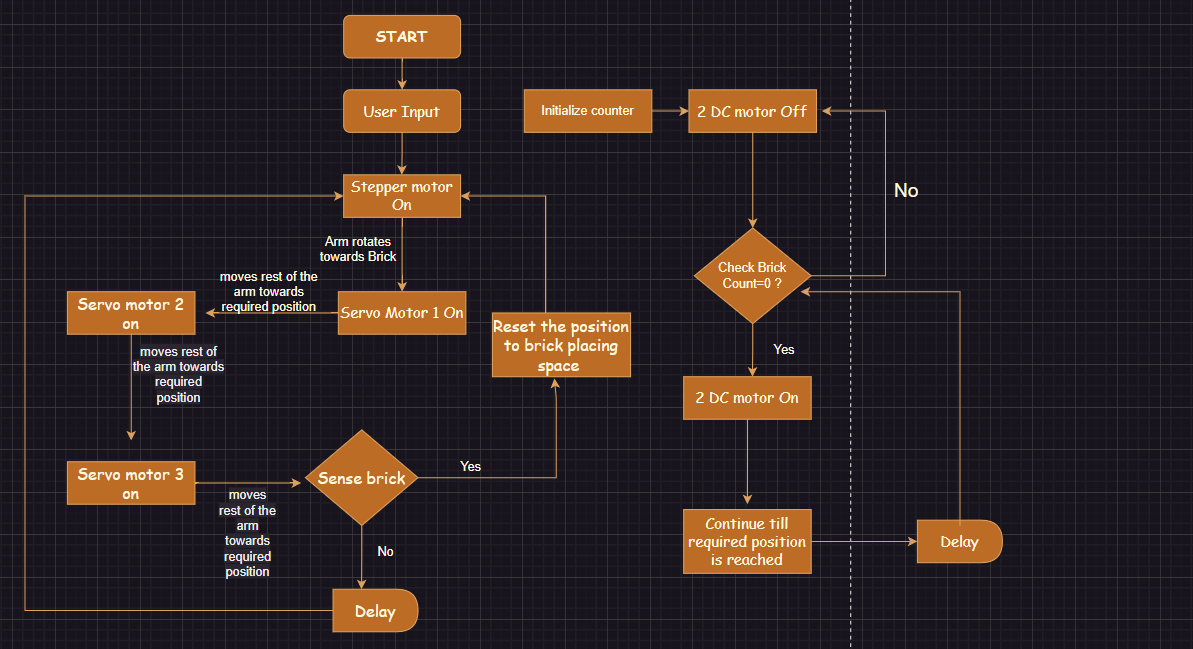 START
User Input
Initialize counter
2 DC motor Off
Stepper motor
On
No
Arm rotates
towards Brick
moves rest of the
arm towards
required position
Check Brick
Count=0 ?
Servo motor 2
on
Servo Motor 1 On
Reset the position
to brick placing
space
moves rest of
the arm towards
required
position
Yes
2 DC motor On
Servo motor 3
on
Sense brick
Yes
moves
rest of the
arm
towards
required
position
Continue till
required position
is reached
Delay
No
Delay